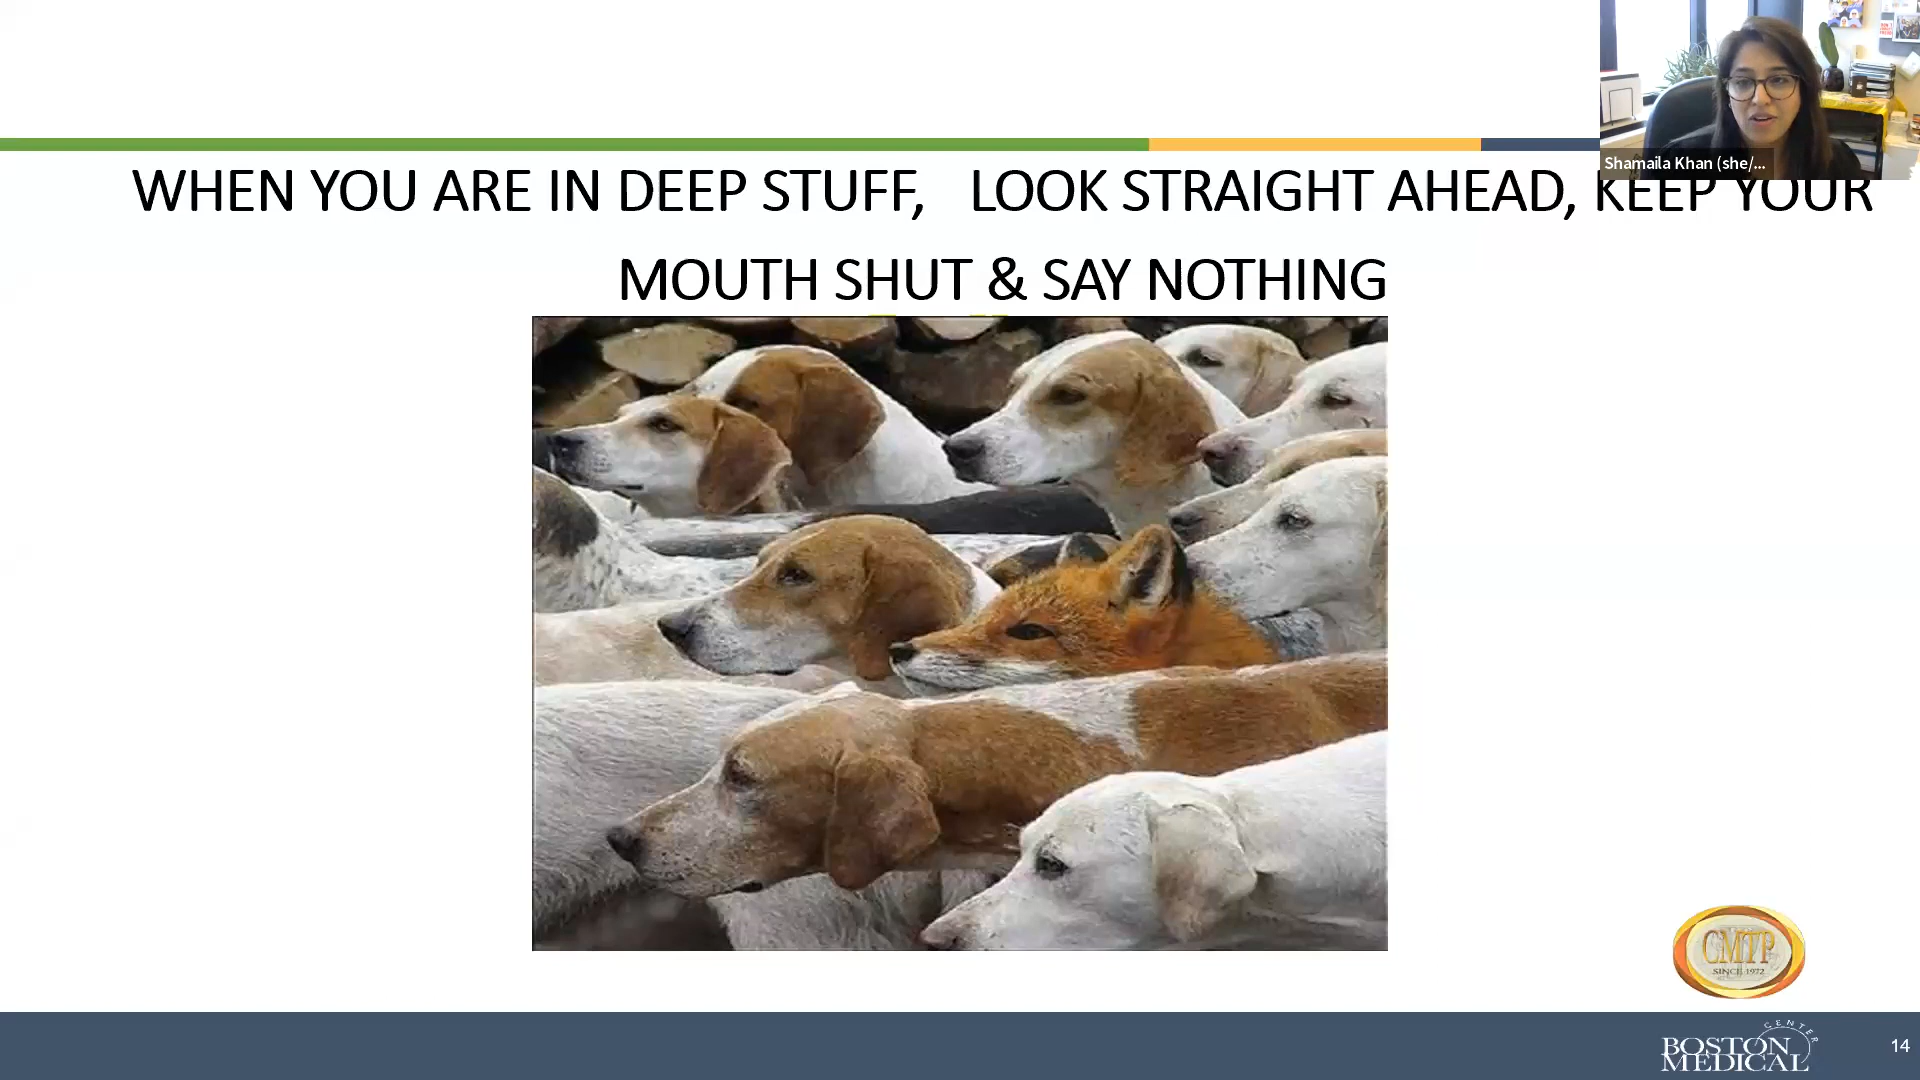 Shamaila Khan (she/...
WHEN YOU ARE IN DEEP STUFF, LOOK STRAIGHT AHEAD, KEEP YOUR
MOUTH SHUT & SAY NOTHING
CMTP
SINCE 1972
BOSTON
MEDICAL
CENTER
14